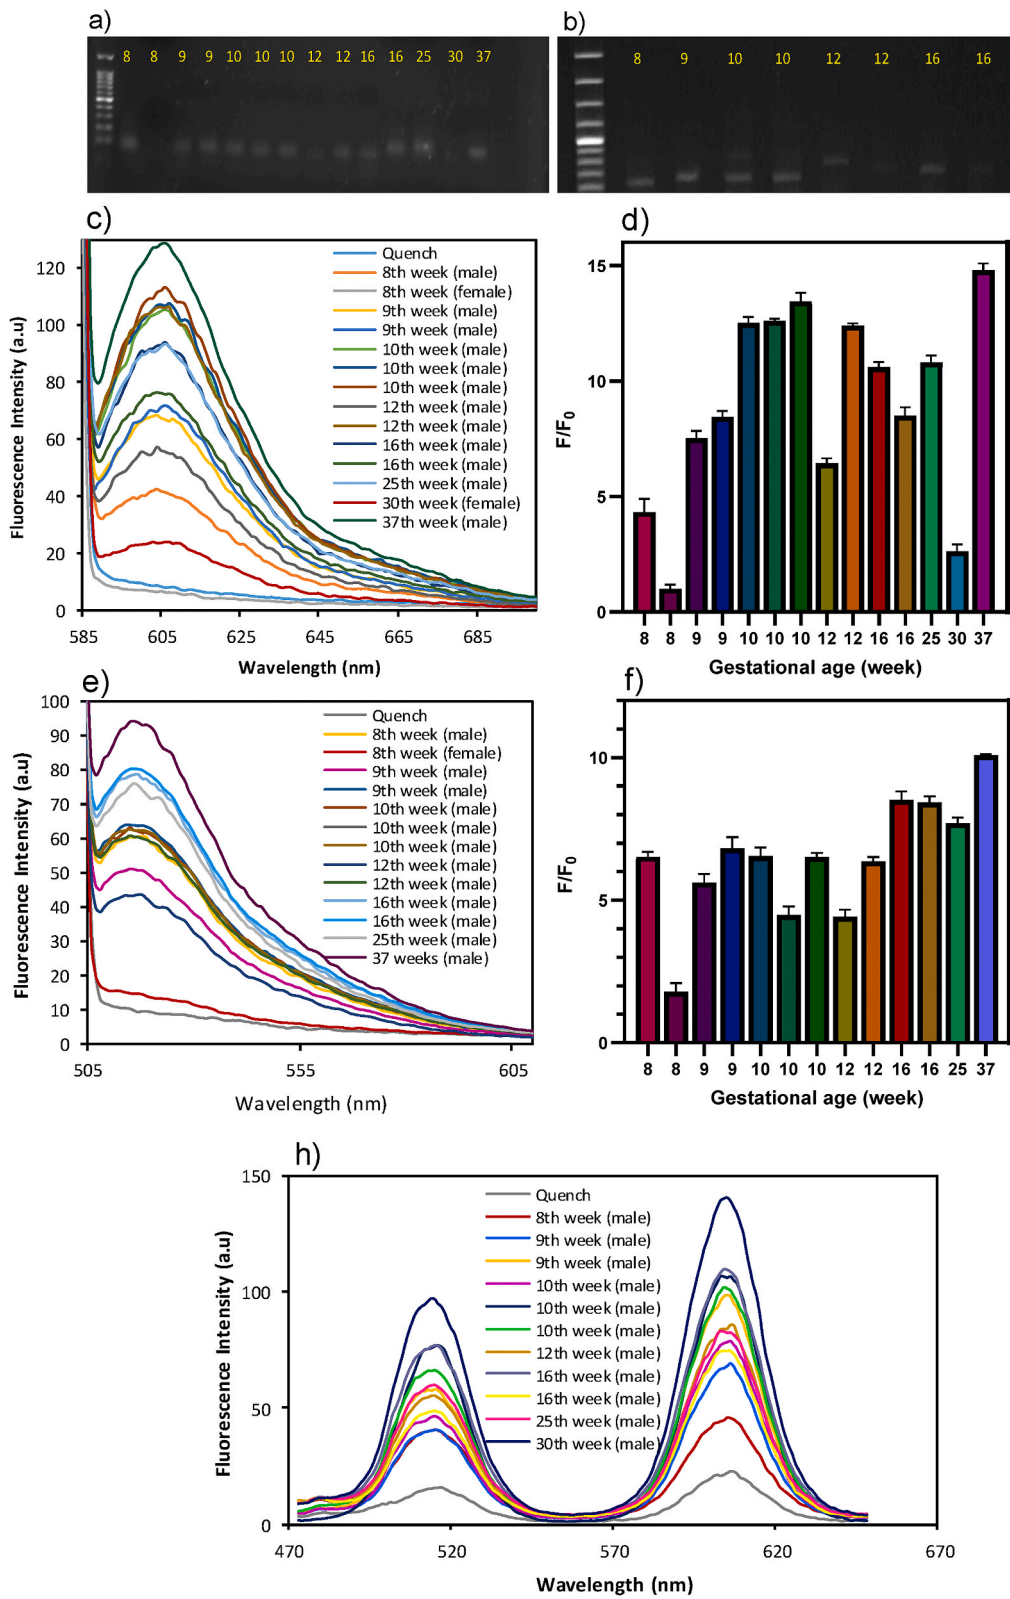 a)
8 8 9 9 10 10 10 12 12 16 16 25 30 37
b)
8 9 10 10 12 12 16 16
c)
Fluorescence Intensity (a.u)
120
100
80
60
40
20
0
585 605 625 645 665 685
Wavelength (nm)
Quench
8th week (male)
8th week (female)
9th week (male)
9th week (male)
10th week (male)
10th week (male)
10th week (male)
12th week (male)
12th week (male)
16th week (male)
16th week (male)
25th week (male)
30th week (female)
37th week (male)
d)
F/F0
15
10
5
0
8 8 9 9 10 10 10 12 12 16 16 25 30 37
Gestational age (week)
e)
Fluorescence Intensity (a.u)
100
90
80
70
60
50
40
30
20
10
0
505 555 605
Wavelength (nm)
Quench
8th week (male)
8th week (female)
9th week (male)
9th week (male)
10th week (male)
10th week (male)
10th week (male)
12th week (male)
12th week (male)
16th week (male)
16th week (male)
25th week (male)
37 weeks (male)
f)
F/F0
10
5
0
8 8 9 9 10 10 10 12 12 16 16 25 37
Gestational age (week)
h)
Fluorescence Intensity (a.u)
150
100
50
0
470 520 570 620 670
Wavelength (nm)
Quench
8th week (male)
9th week (male)
9th week (male)
10th week (male)
10th week (male)
10th week (male)
12th week (male)
16th week (male)
16th week (male)
25th week (male)
30th week (male)